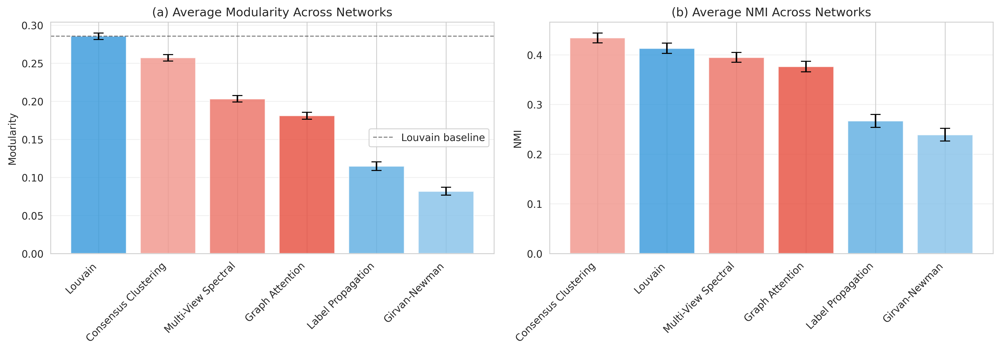 (a) Average Modularity Across Networks
Modularity
0.30
0.25
0.20
0.15
0.10
0.05
0.00
Louvain baseline
Louvain
Consensus Clustering
Multi-View Spectral
Graph Attention
Label Propagation
Girvan-Newman
(b) Average NMI Across Networks
NMI
0.4
0.3
0.2
0.1
0.0
Consensus Clustering
Louvain
Multi-View Spectral
Graph Attention
Label Propagation
Girvan-Newman